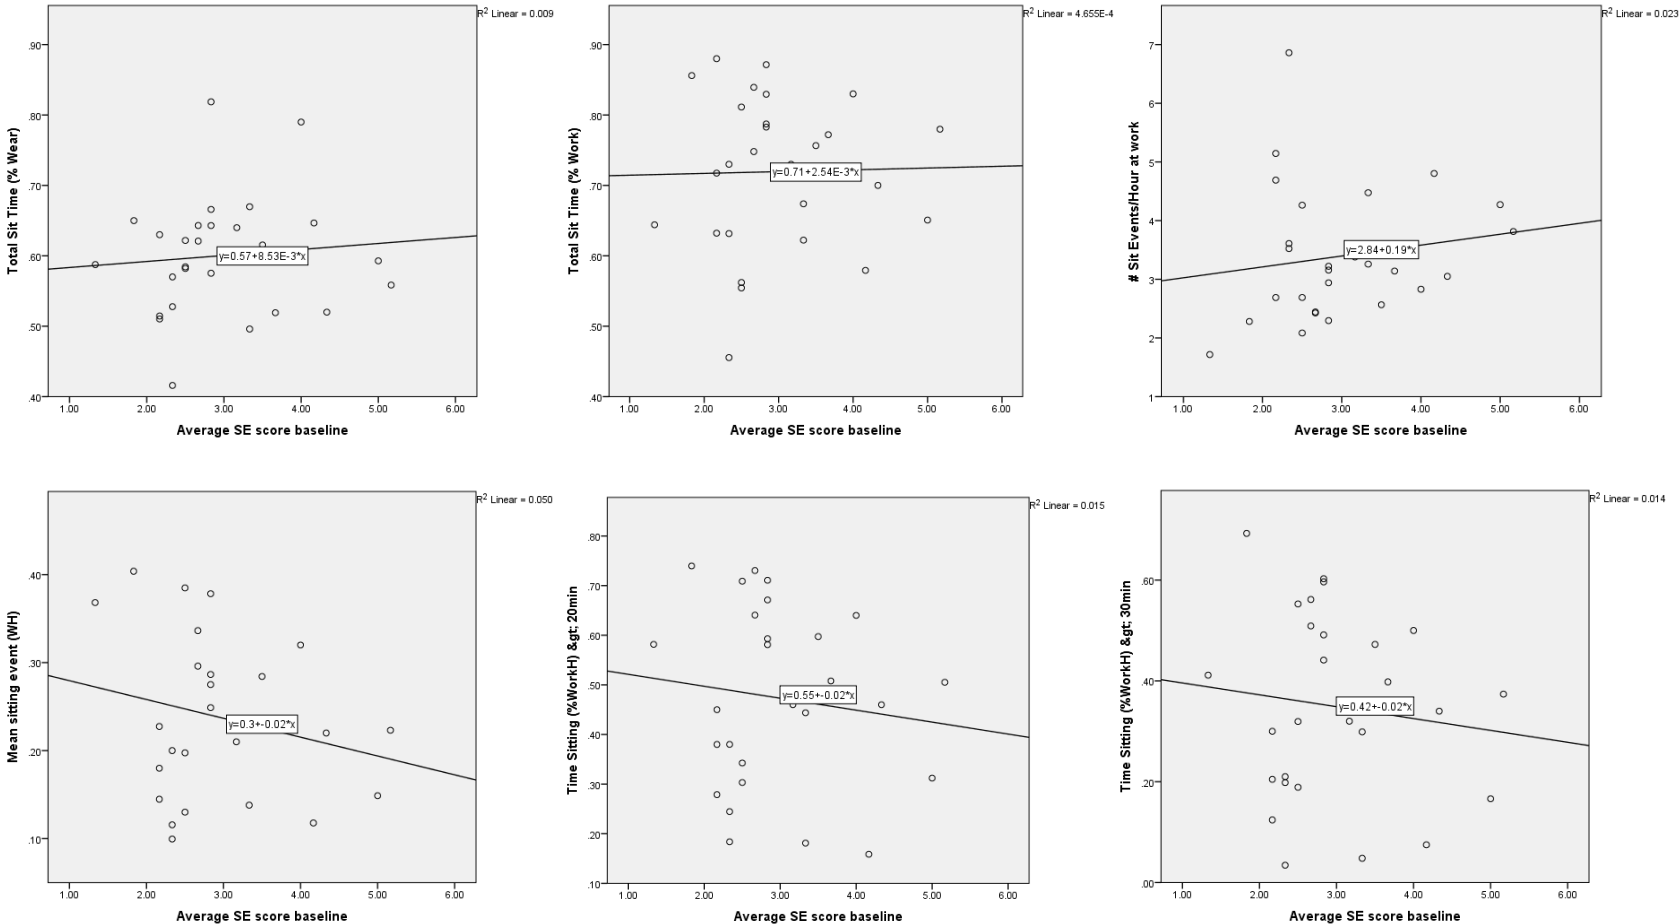 R2 Linear = 0.009
Total Sit Time (% Wear)
.90
.80
.70
.60
.50
.40
y=0.57+8.53E-3*x
1.00 2.00 3.00 4.00 5.00 6.00
Average SE score baseline
R2 Linear = 4.655E-4
Total Sit Time (% Work)
.90
.80
.70
.60
.50
.40
y=0.71+2.54E-3*x
1.00 2.00 3.00 4.00 5.00 6.00
Average SE score baseline
R2 Linear = 0.023
# Sit Events/Hour at work
7
6
5
4
3
2
1
y=2.84+0.19*x
1.00 2.00 3.00 4.00 5.00 6.00
Average SE score baseline
R2 Linear = 0.050
Mean sitting event (WH)
.40
.30
.20
.10
y=0.3+-0.02*x
1.00 2.00 3.00 4.00 5.00 6.00
Average SE score baseline
R2 Linear = 0.015
Time Sitting (%WorkH) &gt; 20min
.80
.70
.60
.50
.40
.30
.20
.10
y=0.55+-0.02*x
1.00 2.00 3.00 4.00 5.00 6.00
Average SE score baseline
R2 Linear = 0.014
Time Sitting (%WorkH) &gt; 30min
.60
.40
.20
.00
y=0.42+-0.02*x
1.00 2.00 3.00 4.00 5.00 6.00
Average SE score baseline